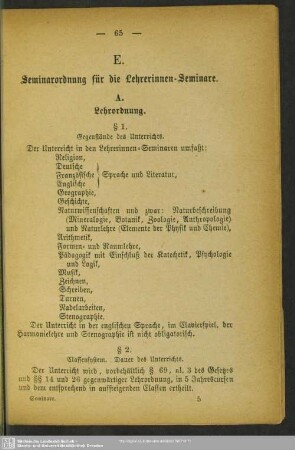 — 65 —
E.
Seminarordnung für die Lehrerinnen-Seminare.
A.
Lehrordnung.
§ 1.
Gegenstände des Unterrichts.
Der Unterricht in den Lehrerinnen-Seminaren umfaßt:
Religion,
Deutsche
Französische } Sprache und Literatur,
Englische
Geographie,
Geschichte,
Naturwissenschaften und zwar: Naturbeschreibung
(Mineralogie, Botanik, Zoologie, Anthropologie)
und Naturlehre (Elemente der Physik und Chemie),
Arithmetik,
Formen- und Raumlehre,
Pädagogik mit Einschluß der Katechetik, Psychologie
und Logik,
Musik,
Zeichnen,
Schreiben,
Turnen,
Nadelarbeiten,
Stenographie.
Der Unterricht in der englischen Sprache, im Clavierspiel, der
Harmonielehre und Stenographie ist nicht obligatorisch.
§ 2.
Classensystem. Dauer des Unterrichts.
Der Unterricht wird, vorbehältlich § 69, al. 3 des Gesetzes
und §§ 14 und 26 gegenwärtiger Lehrordnung, in 5 Jahrescursen
und dem entsprechend in aufsteigenden Classen ertheilt.
Seminare. 5